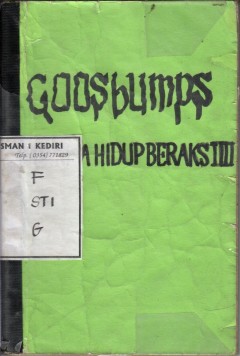 GOOSbumps
A HIDUP BERAKSI III
SMAN 1 KEDIRI
F
STI
G